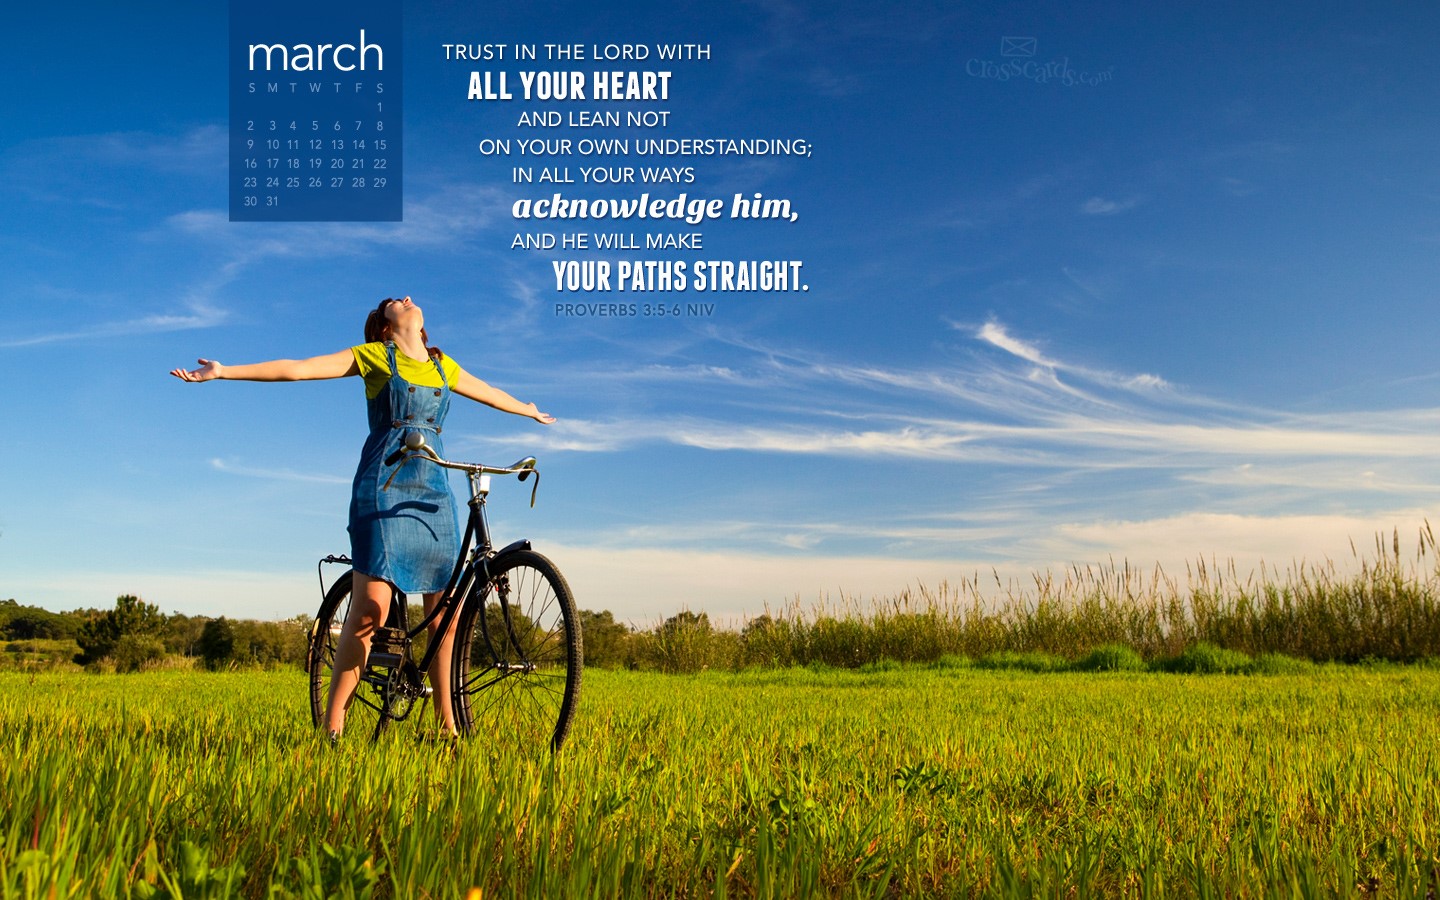 march
S M T W T F S
1
2 3 4 5 6 7 8
9 10 11 12 13 14 15
16 17 18 19 20 21 22
23 24 25 26 27 28 29
30 31
TRUST IN THE LORD WITH
ALL YOUR HEART
AND LEAN NOT
ON YOUR OWN UNDERSTANDING;
IN ALL YOUR WAYS
acknowledge him,
AND HE WILL MAKE
YOUR PATHS STRAIGHT.
PROVERBS 3:5-6 NIV
crosscards.com